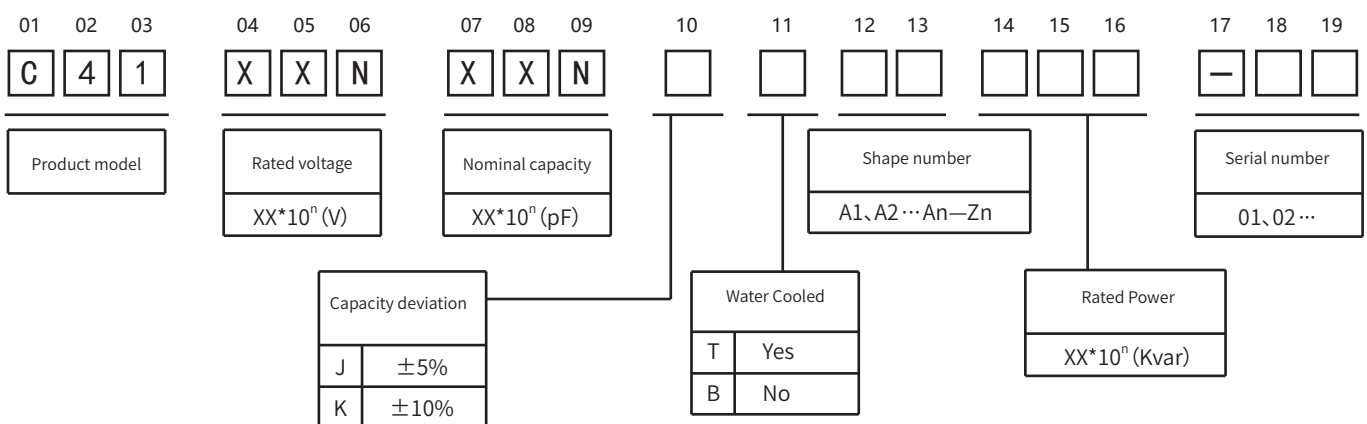 01 02 03 04 05 06 07 08 09 10 11 12 13 14 15 16 17 18 19
C 4 1 X X N X X N — 
Product model
Rated voltage
XX*10ⁿ(V)
Nominal capacity
XX*10ⁿ(pF)
Shape number
A1、A2…An—Zn
Serial number
01、02…
Capacity deviation
J ±5%
K ±10%
Water Cooled
T Yes
B No
Rated Power
XX*10ⁿ(Kvar)